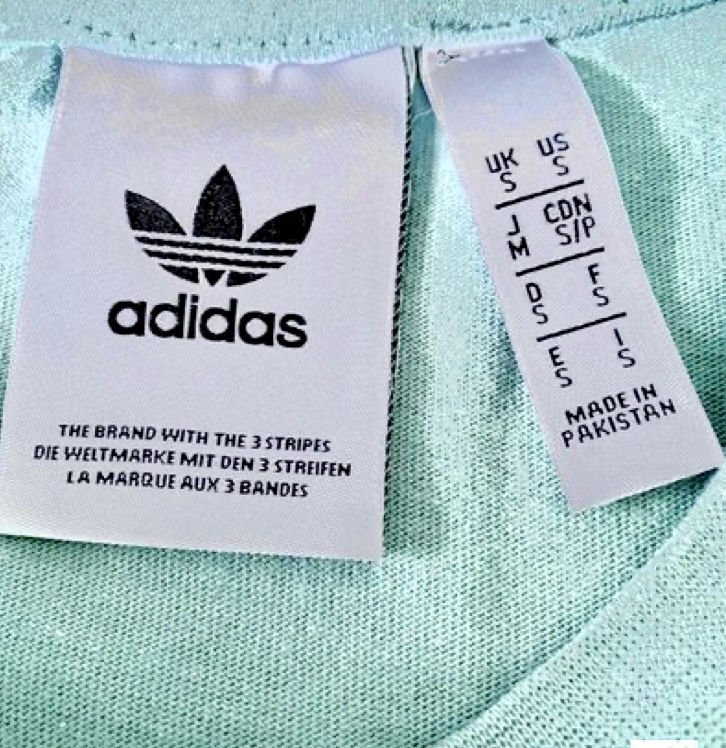 adidas
THE BRAND WITH THE 3 STRIPES
DIE WELTMARKE MIT DEN 3 STREIFEN
LA MARQUE AUX 3 BANDES
UK US
S S
J CDN
M S/P
D F
S S
E I
S S
MADE IN
PAKISTAN